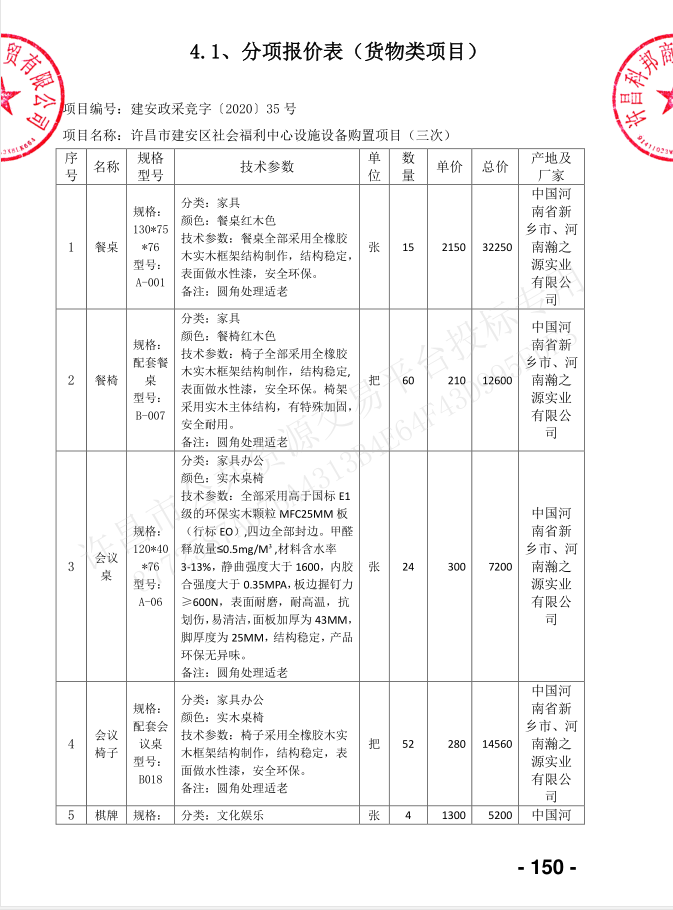 4.1、分项报价表（货物类项目）
项目编号：建安政采竞字〔2020〕35 号
项目名称：许昌市建安区社会福利中心设施设备购置项目（三次）
序号 名称 规格型号 技术参数 单位 数量 单价 总价 产地及厂家
1 餐桌
规格：
130*75
*76
型号：
A-001
分类：家具
颜色：餐桌红木色
技术参数：餐桌全部采用全橡胶
木实木框架结构制作，结构稳定，
表面做水性漆，安全环保。
备注：圆角处理适老
张 15 2150 32250
中国河
南省新
乡市、河
南瀚之
源实业
有限公
司
2 餐椅
规格：
配套餐
桌
型号：
B-007
分类：家具
颜色：餐椅红木色
技术参数：椅子全部采用全橡胶
木实木框架结构制作，结构稳定，
表面做水性漆，安全环保。椅架
采用实木主体结构，有特殊加固，
安全耐用。
备注：圆角处理适老
把 60 210 12600
中国河
南省新
乡市、河
南瀚之
源实业
有限公
司
3 会议桌
规格：
120*40
*76
型号：
A-06
分类：家具办公
颜色：实木桌椅
技术参数：全部采用高于国标 E1
级的环保实木颗粒 MFC25MM 板
（行标 EO）,四边全部封边。甲醛
释放量≤0.5mg/M³ ,材料含水率
3-13%，静曲强度大于 1600，内胶
合强度大于 0.35MPA，板边握钉力
≥600N，表面耐磨，耐高温，抗
划伤，易清洁，面板加厚为 43MM，
脚厚度为 25MM，结构稳定，产品
环保无异味。
备注：圆角处理适老
张 24 300 7200
中国河
南省新
乡市、河
南瀚之
源实业
有限公
司
4 会议椅子
规格：
配套会
议桌
型号：
B018
分类：家具办公
颜色：实木桌椅
技术参数：椅子采用全橡胶木实
木框架结构制作，结构稳定，表
面做水性漆，安全环保。
备注：圆角处理适老
把 52 280 14560
中国河
南省新
乡市、河
南瀚之
源实业
有限公
司
5 棋牌 规格： 分类：文化娱乐 张 4 1300 5200 中国河
- 150 -
贸有限公司
许昌科邦商